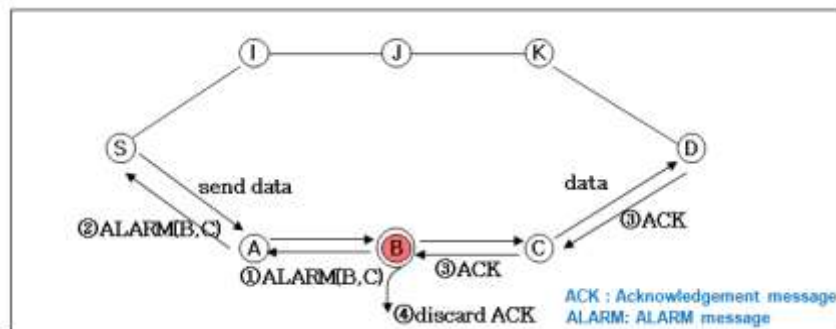 I
J
K
S
D
send data
data
②ALARM(B,C)
③ACK
A
B
C
①ALARM(B,C)
③ACK
④discard ACK
ACK : Acknowledgement message
ALARM: ALARM message